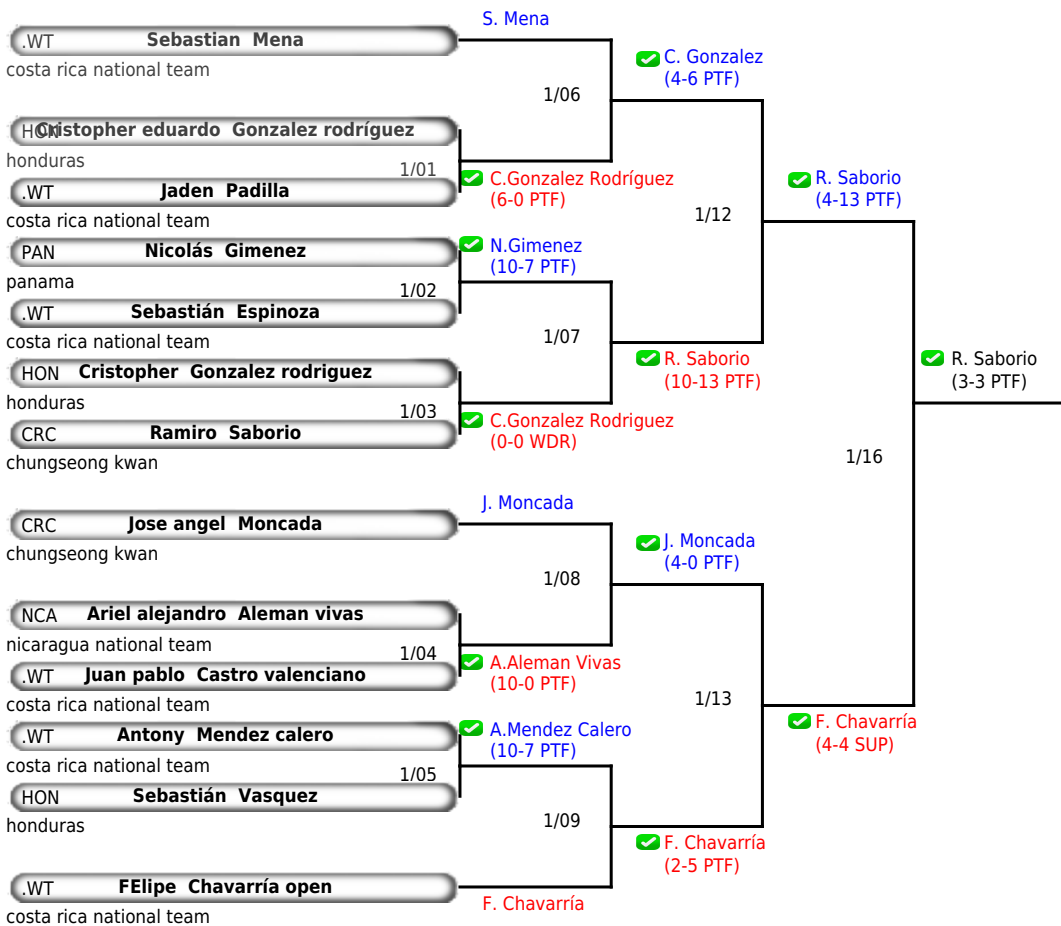 S. Mena
.WT Sebastian Mena
costa rica national team
C. Gonzalez
(4-6 PTF)
1/06
HON Cristopher eduardo Gonzalez rodríguez
honduras
1/01
C.Gonzalez Rodríguez
(6-0 PTF)
.WT Jaden Padilla
costa rica national team
R. Saborio
(4-13 PTF)
1/12
PAN Nicolás Gimenez
panama
N.Gimenez
(10-7 PTF)
1/02
.WT Sebastián Espinoza
costa rica national team
1/07
R. Saborio
(10-13 PTF)
R. Saborio
(3-3 PTF)
HON Cristopher Gonzalez rodriguez
honduras
1/03
C.Gonzalez Rodriguez
(0-0 WDR)
CRC Ramiro Saborio
chungseong kwan
1/16
J. Moncada
CRC Jose angel Moncada
chungseong kwan
J. Moncada
(4-0 PTF)
1/08
NCA Ariel alejandro Aleman vivas
nicaragua national team
1/04
A.Aleman Vivas
(10-0 PTF)
.WT Juan pablo Castro valenciano
costa rica national team
1/13
F. Chavarría
(4-4 SUP)
.WT Antony Mendez calero
costa rica national team
A.Mendez Calero
(10-7 PTF)
1/05
HON Sebastián Vasquez
honduras
1/09
F. Chavarría
(2-5 PTF)
.WT FElipe Chavarría open
costa rica national team
F. Chavarría